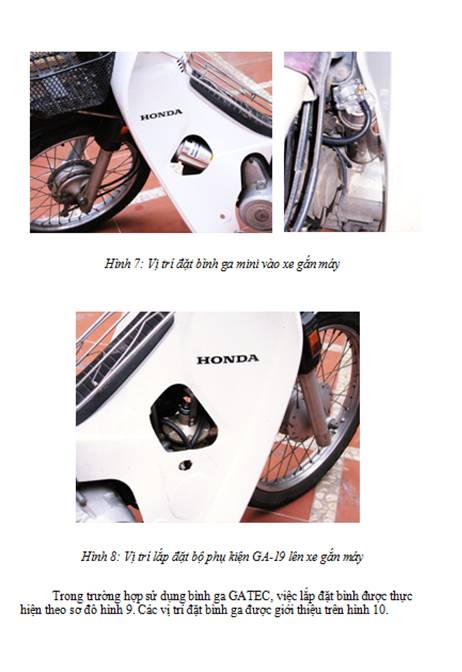 HONDA
Hình 7: Vị trí đặt bình ga mini vào xe gắn máy
HONDA
Hình 8: Vị trí lắp đặt bộ phụ kiện GA-19 lên xe gắn máy
Trong trường hợp sử dụng bình ga GATEC, việc lắp đặt bình được thực
hiện theo sơ đồ hình 9. Các vị trí đặt bình ga được giới thiệu trên hình 10.